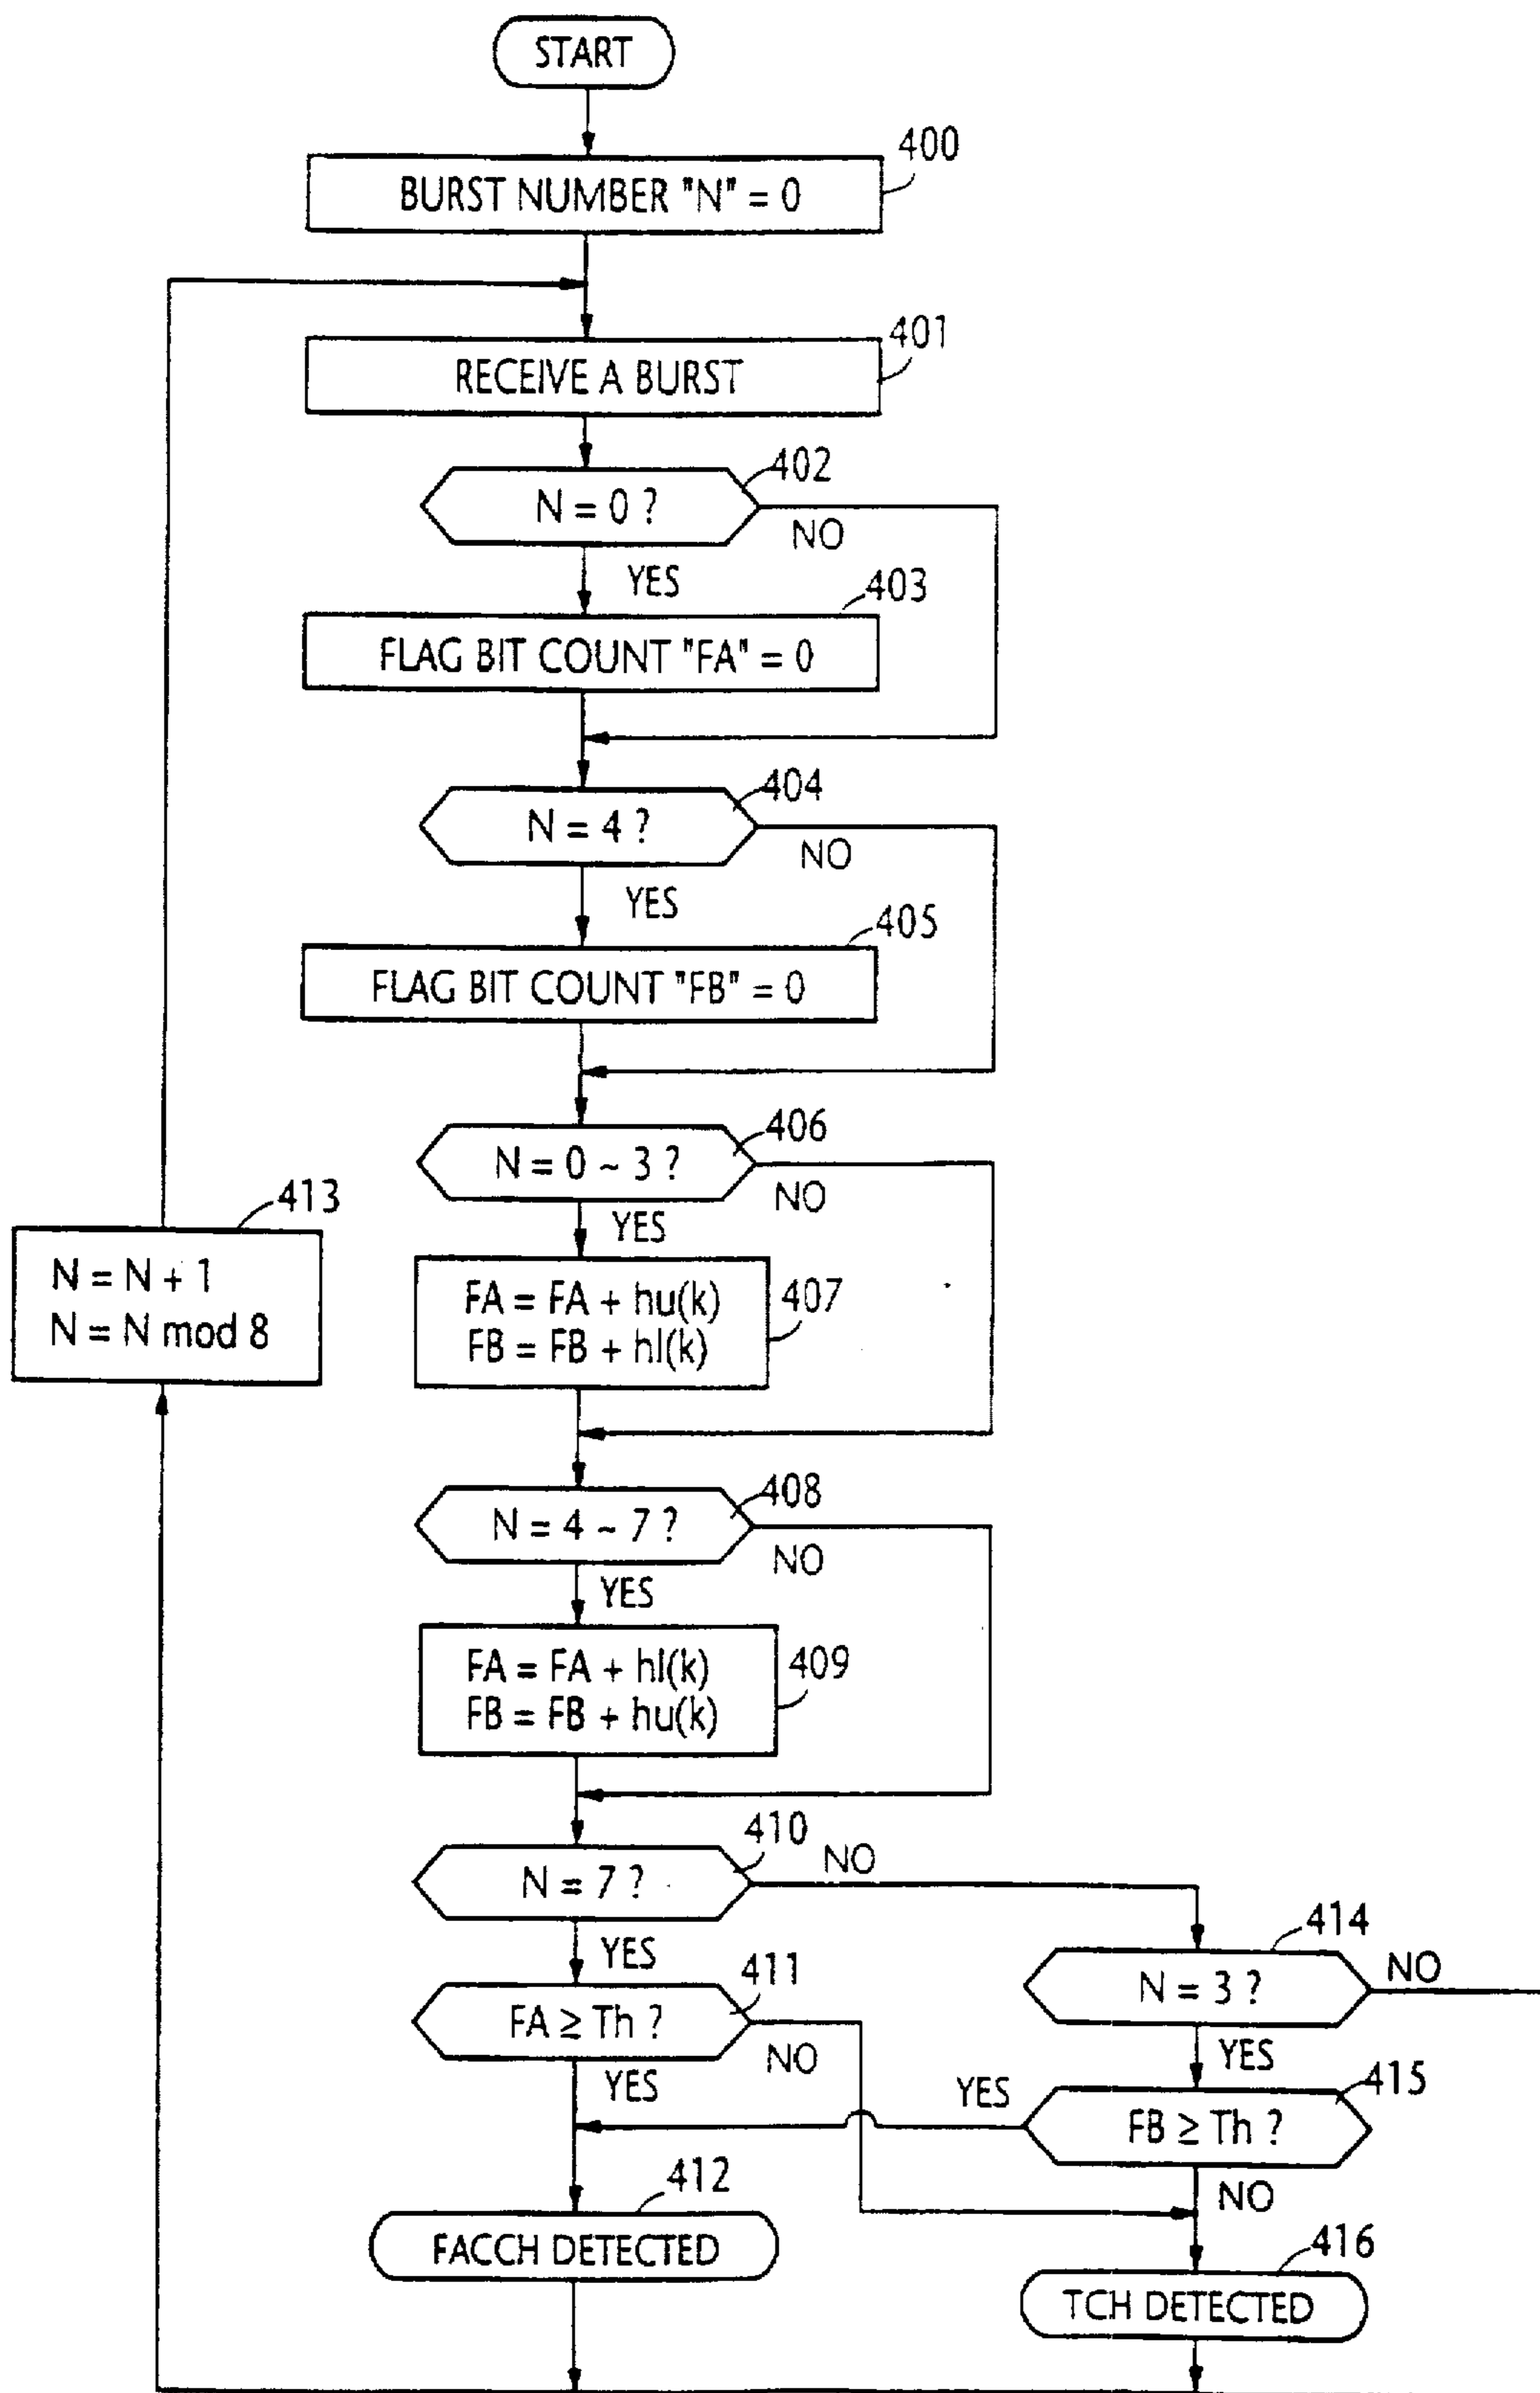 START
400
BURST NUMBER "N" = 0
401
RECEIVE A BURST
402
N = 0 ?
NO
YES
403
FLAG BIT COUNT "FA" = 0
404
N = 4 ?
NO
YES
405
FLAG BIT COUNT "FB" = 0
406
N = 0 ~ 3 ?
NO
YES
413
N = N + 1
N = N mod 8
FA = FA + hu(k)
FB = FB + hl(k)
407
408
N = 4 ~ 7 ?
NO
YES
FA = FA + hl(k)
FB = FB + hu(k)
409
410
N = 7 ?
NO
YES
414
N = 3 ?
NO
YES
411
FA ≥ Th ?
NO
YES
415
FB ≥ Th ?
YES
NO
412
FACCH DETECTED
416
TCH DETECTED